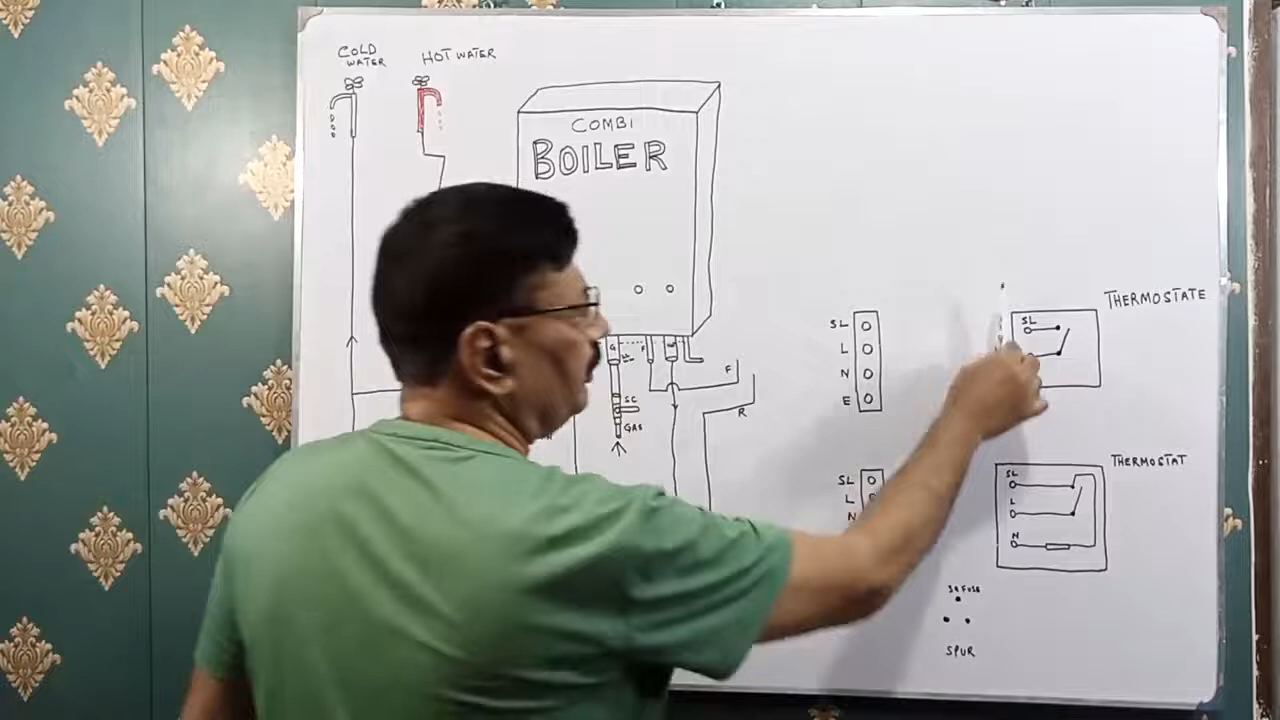 COLD
WATER
HOT WATER
COMBI
BOILER
G
F
SC
GAS
F
R
SL
L
N
E
THERMOSTATE
SL
SL
L
N
THERMOSTAT
SL
L
N
SPUR